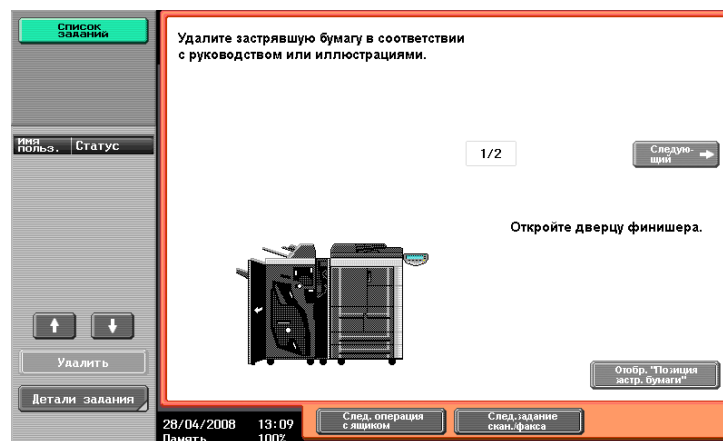 Список
заданий
Удалите застрявшую бумагу в соответствии
с руководством или иллюстрациями.
Имя
польз.
Статус
1/2
Следую-
щий
Откройте дверцу финишера.
Удалить
Детали задания
Отобр. "Позиция
застр. бумаги"
28/04/2008 13:09
Память 100%
След. операция
с ящиком
След.задание
скан./факса